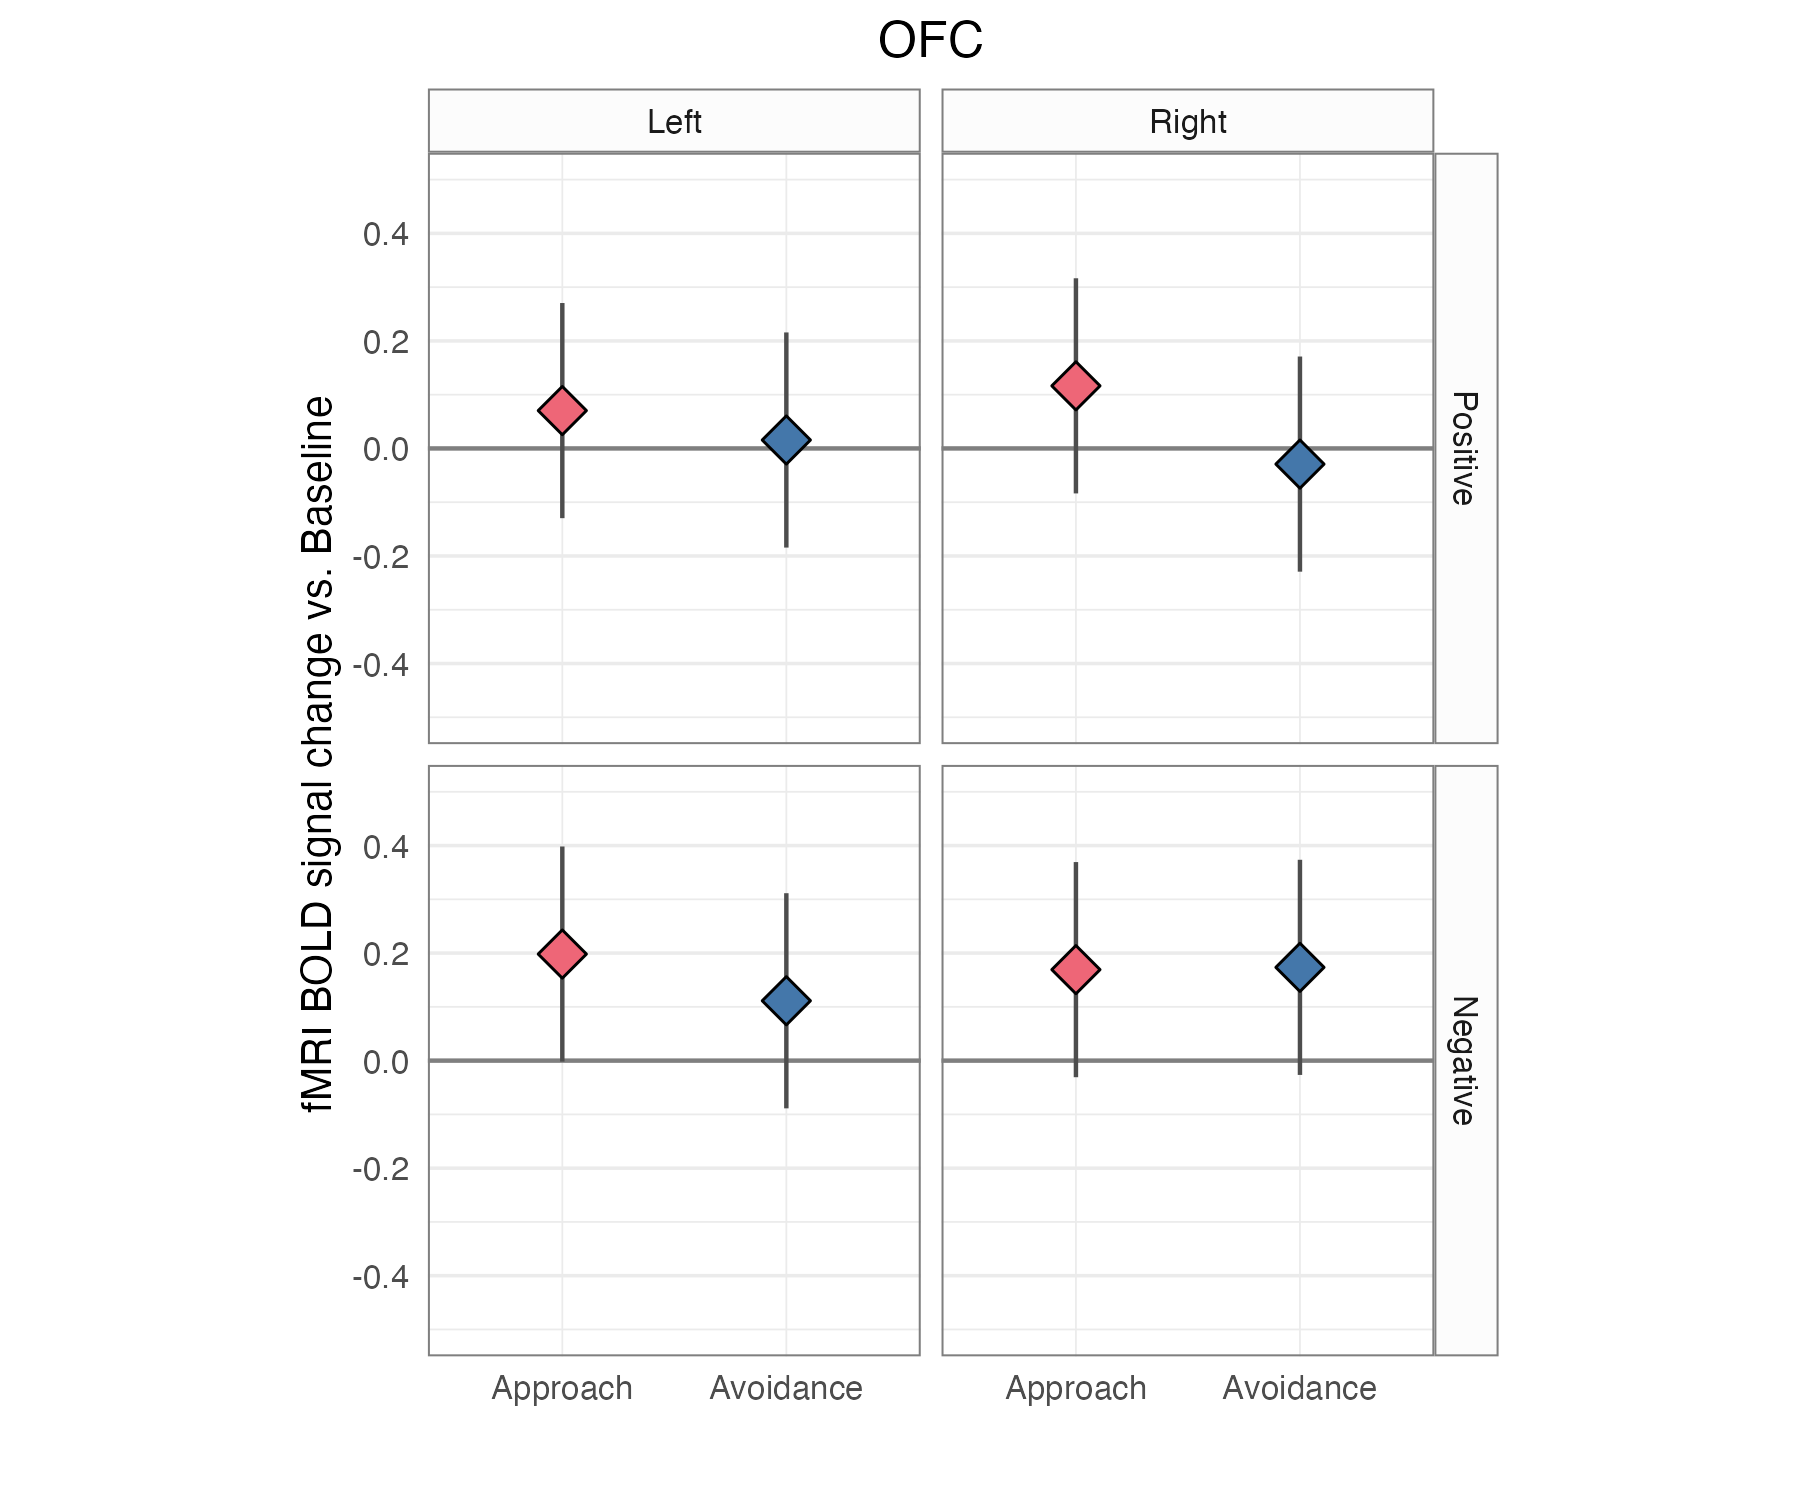 OFC
Left
Right
fMRI BOLD signal change vs. Baseline
0.4
0.2
0.0
-0.2
-0.4
Positive
0.4
0.2
0.0
-0.2
-0.4
Negative
Approach
Avoidance
Approach
Avoidance